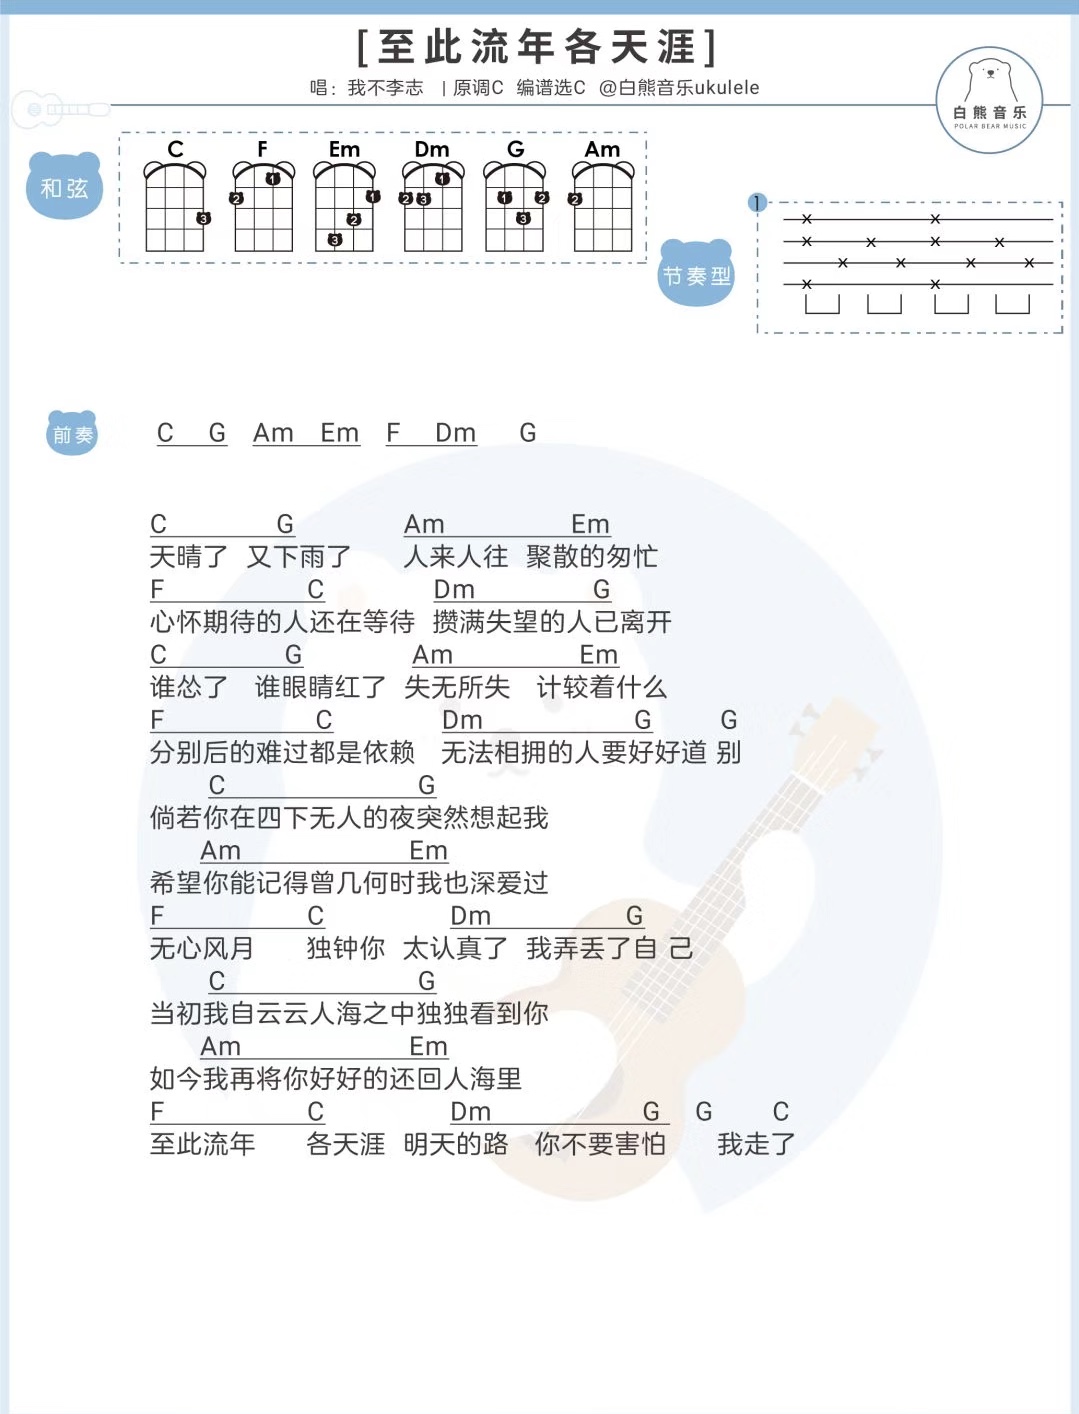 [至此流年各天涯]
唱：我不李志 | 原调C 编谱选C @白熊音乐ukulele
白熊音乐
POLAR BEAR MUSIC
和弦
C F Em Dm G Am
3 2 1 3 2 1 2 3 1 1 3 2 2
节奏型
1
前奏
C G Am Em F Dm G
C G Am Em
天晴了 又下雨了 人来人往 聚散的匆忙
F C Dm G
心怀期待的人还在等待 攒满失望的人已离开
C G Am Em
谁怂了 谁眼睛红了 失无所失 计较着什么
F C Dm G G
分别后的难过都是依赖 无法相拥的人要好好道 别
C G
倘若你在四下无人的夜突然想起我
Am Em
希望你能记得曾几何时我也深爱过
F C Dm G
无心风月 独钟你 太认真了 我弄丢了自 己
C G
当初我自云云人海之中独独看到你
Am Em
如今我再将你好好的还回人海里
F C Dm G G C
至此流年 各天涯 明天的路 你不要害怕 我走了